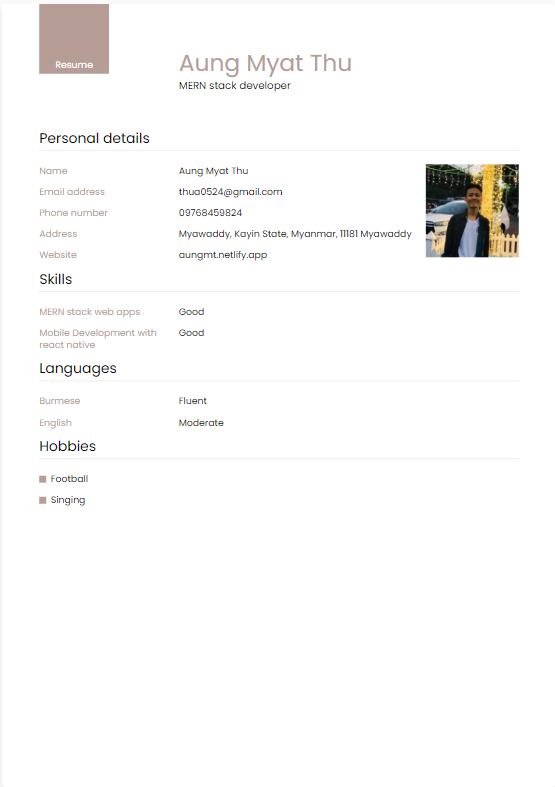 Resume
Aung Myat Thu
MERN stack developer
Personal details
Name Aung Myat Thu
Email address thua0524@gmail.com
Phone number 09768459824
Address Myawaddy, Kayin State, Myanmar, 11181 Myawaddy
Website aungmt.netlify.app
Skills
MERN stack web apps Good
Mobile Development with Good
react native
Languages
Burmese Fluent
English Moderate
Hobbies
Football
Singing